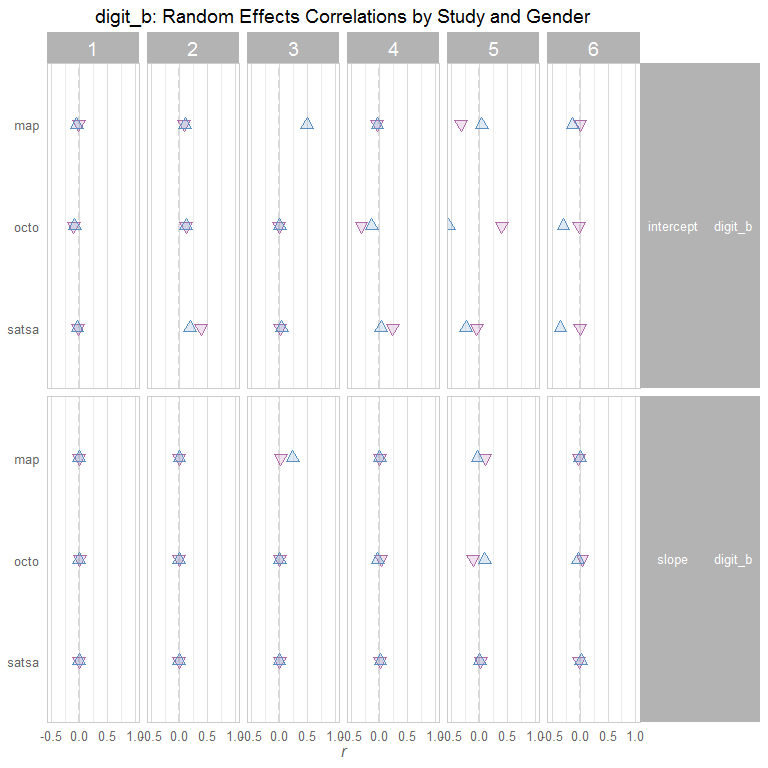 digit_b: Random Effects Correlations by Study and Gender
1 2 3 4 5 6
map
octo
satsa
intercept digit_b
map
octo
satsa
slope digit_b
-0.5 0.0 0.5 1.0 -0.5 0.0 0.5 1.0 -0.5 0.0 0.5 1.0 -0.5 0.0 0.5 1.0 -0.5 0.0 0.5 1.0 -0.5 0.0 0.5 1.0
r